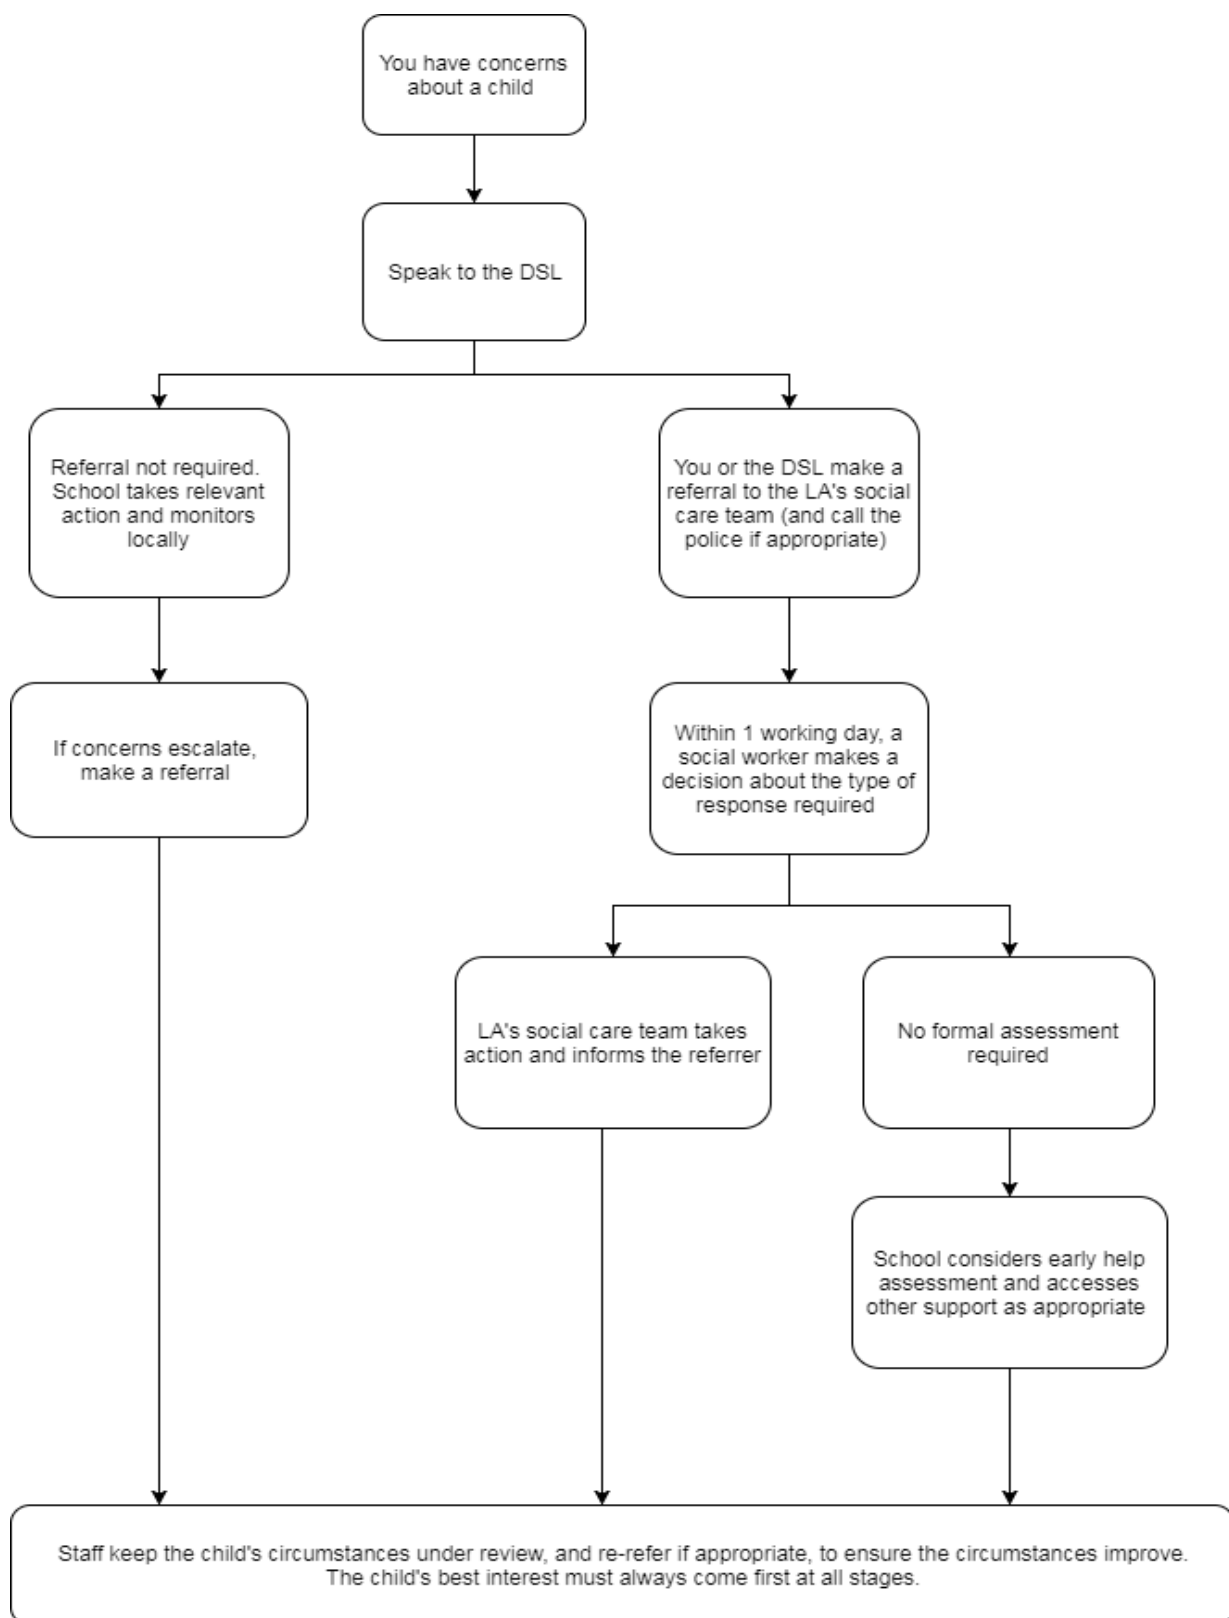 You have concerns
about a child
Speak to the DSL
Referral not required.
School takes relevant
action and monitors
locally
You or the DSL make a
referral to the LA's social
care team (and call the
police if appropriate)
If concerns escalate,
make a referral
Within 1 working day, a
social worker makes a
decision about the type of
response required
LA's social care team takes
action and informs the referrer
No formal assessment
required
School considers early help
assessment and accesses
other support as appropriate
Staff keep the child's circumstances under review, and re-refer if appropriate, to ensure the circumstances improve.
The child's best interest must always come first at all stages.